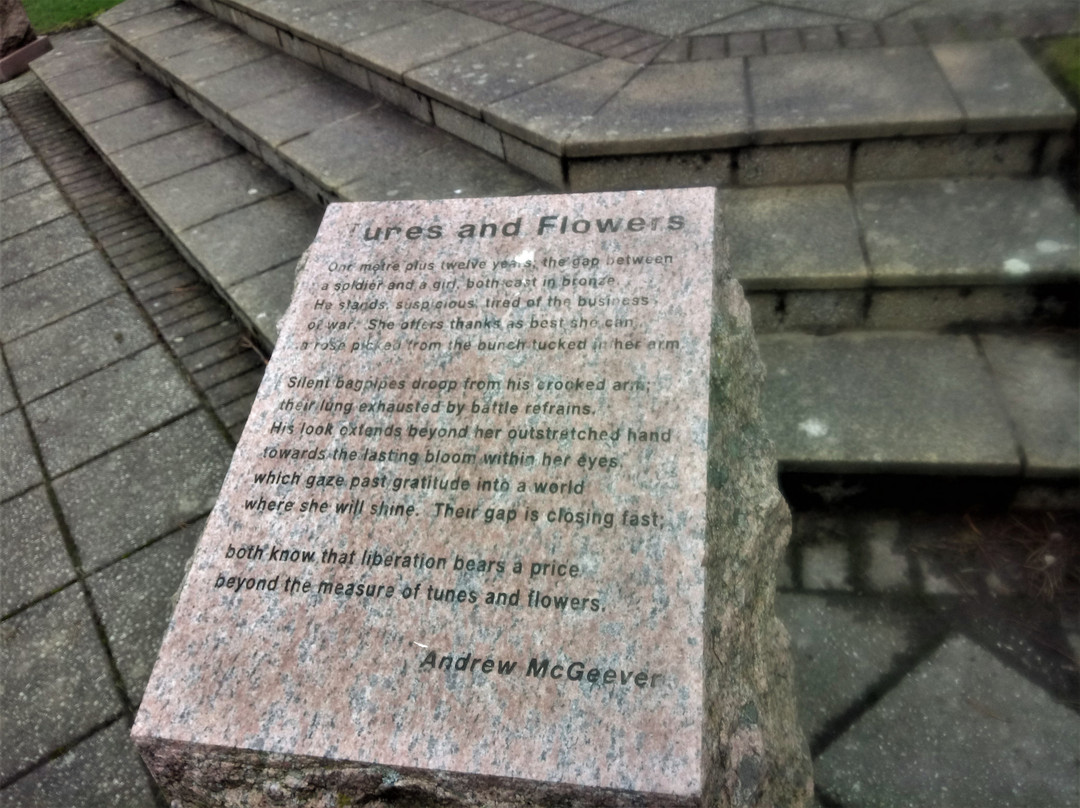 Tunes and Flowers
One metre plus twelve years; the gap between
a soldier and a girl, both cast in bronze.
He stands, suspicious, tired of the business
of war. She offers thanks as best she can,
a rose picked from the bunch tucked in her arm.
Silent bagpipes droop from his crooked arm;
their lung exhausted by battle refrains.
His look extends beyond her outstretched hand
towards the lasting bloom within her eyes,
which gaze past gratitude into a world
where she will shine. Their gap is closing fast;
both know that liberation bears a price
beyond the measure of tunes and flowers.
Andrew McGeever